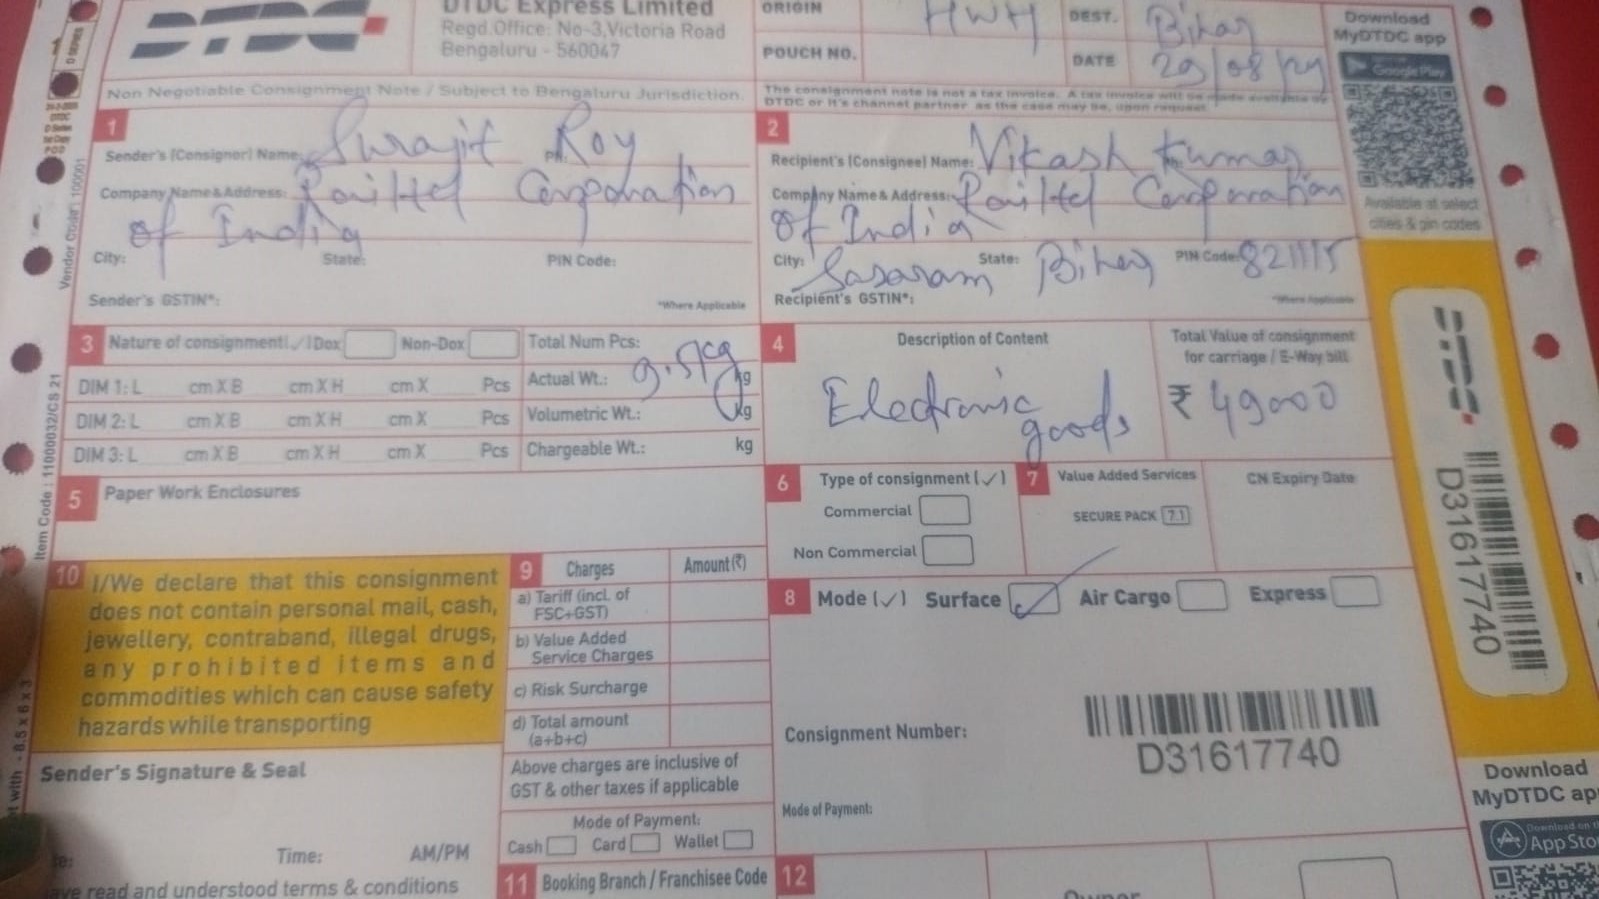 DTDC
DTDC Express Limited
Regd. Office: No-3, Victoria Road
Bengaluru - 560047
ORIGIN HWH DEST. Bihar
POUCH NO. DATE 29/08/24
Download
MyDTDC app
Google Play
Available at select
cities & pin codes
Non Negotiable Consignment Note / Subject to Bengaluru Jurisdiction.
The consignment note is not a tax invoice. A tax invoice will be made available by
DTDC or it's channel partner as the case may be, upon request
1
Sender's (Consignor) Name: Surajit Roy
Company Name & Address: Railtel Corporation
of India
City: State: PIN Code:
Sender's GSTIN*: *Where Applicable
2
Recipient's (Consignee) Name: Vikash Kumar
Company Name & Address: Railtel Corporation
of India
City: Sasaram State: Bihar PIN Code: 821115
Recipient's GSTIN*: *Where Applicable
3 Nature of consignment (✓) Dox Non-Dox
DIM 1: L cm X B cm X H cm X Pcs
DIM 2: L cm X B cm X H cm X Pcs
DIM 3: L cm X B cm X H cm X Pcs
Total Num Pcs:
Actual Wt.: 9.5kg kg
Volumetric Wt.: kg
Chargeable Wt.: kg
4 Description of Content
Electronic
goods
Total Value of consignment
for carriage / E-Way bill
₹ 49000
5 Paper Work Enclosures
6 Type of consignment (✓)
Commercial
Non Commercial
7 Value Added Services
SECURE PACK 7.1
CN Expiry Date
8 Mode (✓) Surface ✓ Air Cargo Express
Consignment Number:
D31617740
Mode of Payment:
9 Charges Amount (₹)
a) Tariff (incl. of
FSC+GST)
b) Value Added
Service Charges
c) Risk Surcharge
d) Total amount
(a+b+c)
Above charges are inclusive of
GST & other taxes if applicable
Mode of Payment:
Cash Card Wallet
10 I/We declare that this consignment
does not contain personal mail, cash,
jewellery, contraband, illegal drugs,
any prohibited items and
commodities which can cause safety
hazards while transporting
Sender's Signature & Seal
Time: AM/PM
read and understood terms & conditions
11 Booking Branch / Franchisee Code
12
Owner
DTDC
D31617740
Download
MyDTDC app
Download on the
App Store
D SERIES
Vendor Code: 100001
Item Code : 11000032/CS 21
8.5 x 6 x 3